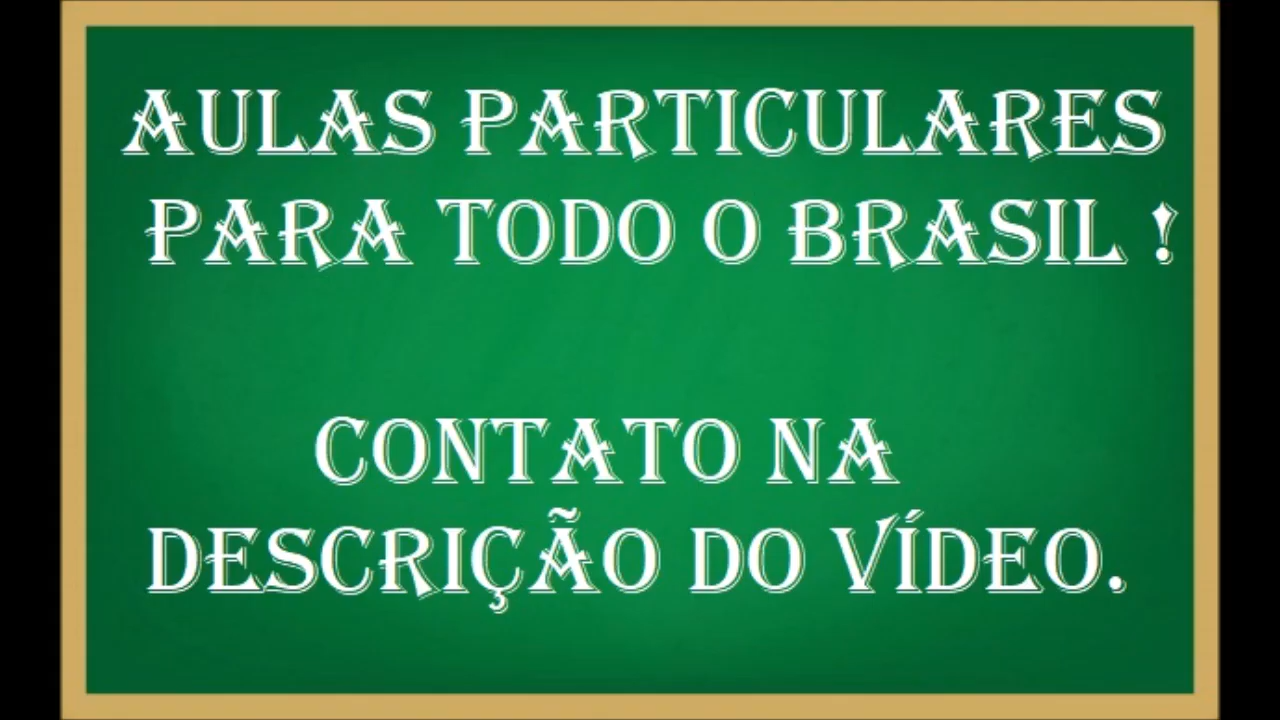 AULAS PARTICULARES
PARA TODO O BRASIL !
CONTATO NA
DESCRIÇÃO DO VÍDEO.